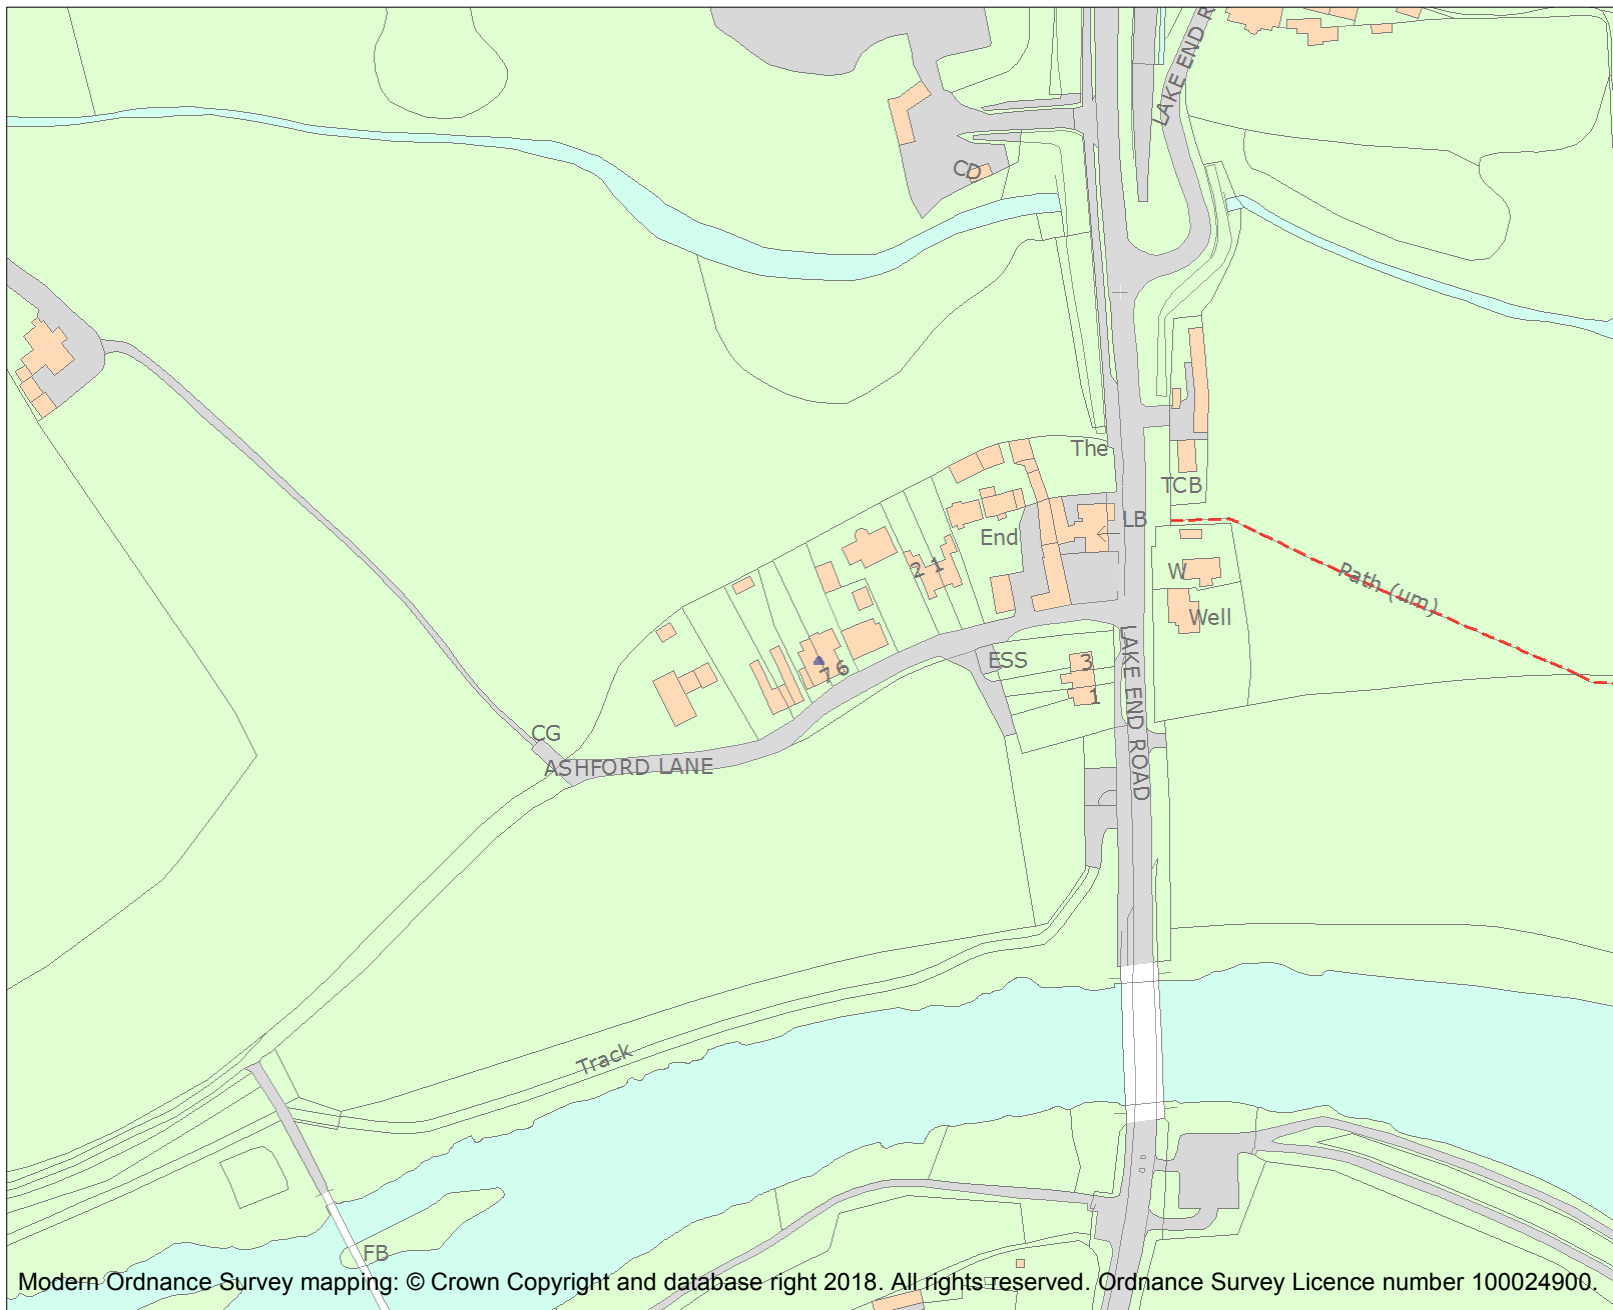 LAKE END R
CD
The
TCB
LB
End
2 1
W
Path (um)
Well
LAKE END ROAD
ESS
3
7 6
1
CG
ASHFORD LANE
Track
FB
Modern Ordnance Survey mapping: © Crown Copyright and database right 2018. All rights reserved. Ordnance Survey Licence number 100024900.